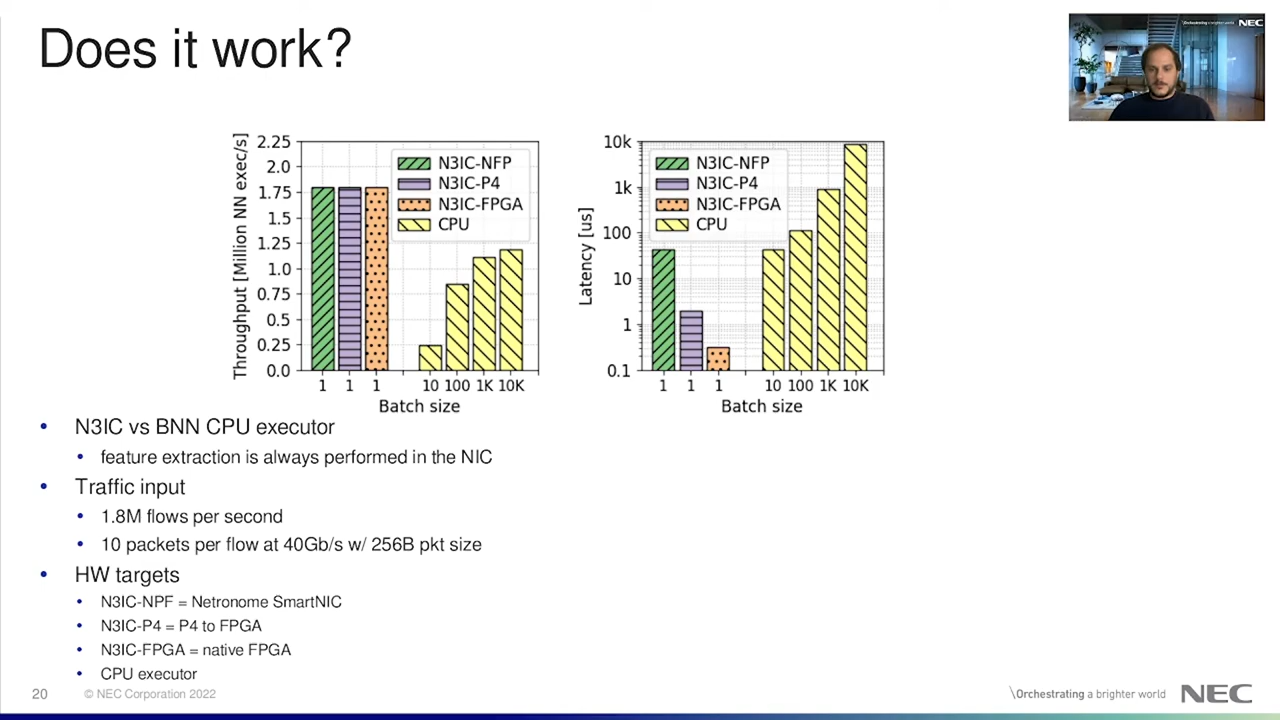 Does it work?
\Orchestrating a brighter world NEC
Throughput [Million NN exec/s]
2.25
2.0
1.75
1.5
1.25
1.0
0.75
0.5
0.25
0.0
N3IC-NFP
N3IC-P4
N3IC-FPGA
CPU
1 1 1 10 100 1K 10K
Batch size
Latency [us]
10k
1k
100
10
1
0.1
N3IC-NFP
N3IC-P4
N3IC-FPGA
CPU
1 1 1 10 100 1K 10K
Batch size
• N3IC vs BNN CPU executor
• feature extraction is always performed in the NIC
• Traffic input
• 1.8M flows per second
• 10 packets per flow at 40Gb/s w/ 256B pkt size
• HW targets
• N3IC-NPF = Netronome SmartNIC
• N3IC-P4 = P4 to FPGA
• N3IC-FPGA = native FPGA
• CPU executor
20 © NEC Corporation 2022
\Orchestrating a brighter world NEC